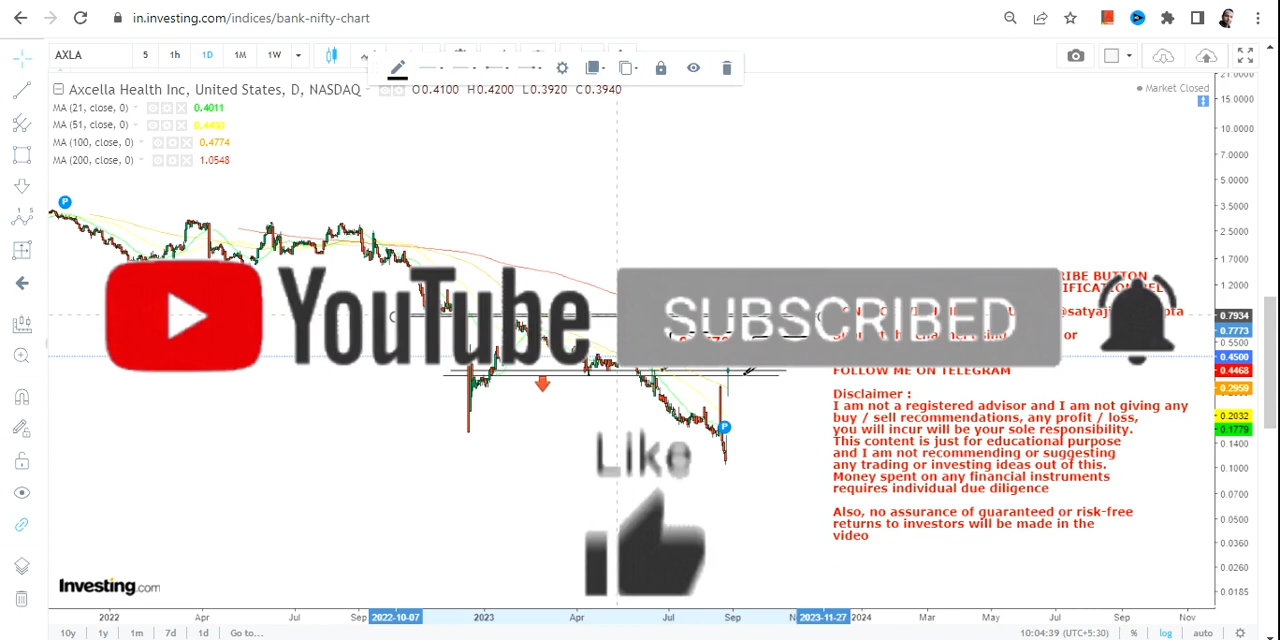 in.investing.com/indices/bank-nifty-chart
AXLA 5 1h 1D 1M 1W
Axcella Health Inc, United States, D, NASDAQ O0.4100 H0.4200 L0.3920 C0.3940
Market Closed
MA (21, close, 0) 0.4011
MA (51, close, 0)
MA (100, close, 0) 0.4774
MA (200, close, 0) 1.0548
15.0000
10.0000
7.0000
5.0000
3.5000
2.5000
1.7000
1.2000
0.7934
0.7773
0.5500
0.4500
0.4468
0.2959
0.2032
0.1779
0.1400
0.1000
0.0700
0.0500
0.0360
0.0260
0.0185
P
RIBE BUTTON
YouTube
SUBSCRIBED
or
FOLLOW ME ON TELEGRAM
Disclaimer :
I am not a registered advisor and I am not giving any
buy / sell recommendations, any profit / loss,
you will incur will be your sole responsibility.
This content is just for educational purpose
and I am not recommending or suggesting
any trading or investing ideas out of this.
Money spent on any financial instruments
requires individual due diligence
Also, no assurance of guaranteed or risk-free
returns to investors will be made in the
video
P
Like
Investing.com
2022 Apr Jul Sep 2022-10-07 2023 Apr Jul Sep 2023-11-27 2024 Mar May Jul Sep Nov
10y 1y 1m 7d 1d Go to... 10:04:39 (UTC+5:30) % log auto